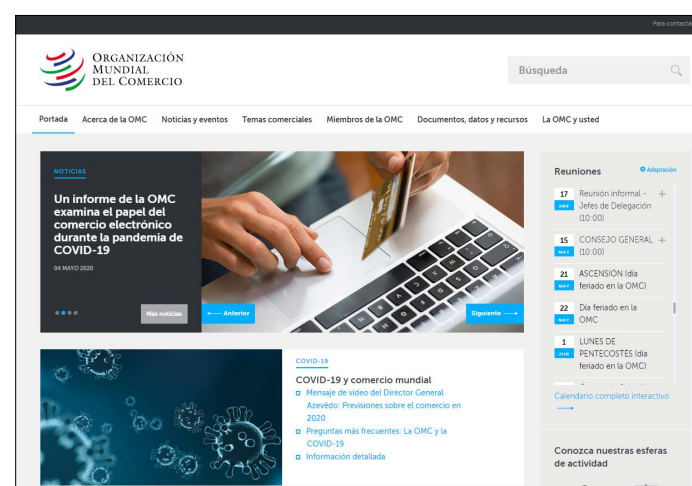 Para contacta
ORGANIZACIÓN
MUNDIAL
DEL COMERCIO
Búsqueda
Portada Acerca de la OMC Noticias y eventos Temas comerciales Miembros de la OMC Documentos, datos y recursos La OMC y usted
NOTICIAS
Un informe de la OMC
examina el papel del
comercio electrónico
durante la pandemia de
COVID-19
04 MAYO 2020
Más noticias
Anterior
Siguiente
COVID-19
COVID-19 y comercio mundial
Mensaje de vídeo del Director General
Azevêdo: Previsiones sobre el comercio en
2020
Preguntas más frecuentes: La OMC y la
COVID-19
Información detallada
Reuniones Adaptación
17 Reunión informal -
ABR Jefes de Delegación
(10:00)
15 CONSEJO GENERAL
MAY (10:00)
21 ASCENSIÓN (día
MAY feriado en la OMC)
22 Día feriado en la
MAY OMC
1 LUNES DE
JUN PENTECOSTÉS (día
feriado en la OMC)
Calendario completo interactivo
Conozca nuestras esferas
de actividad